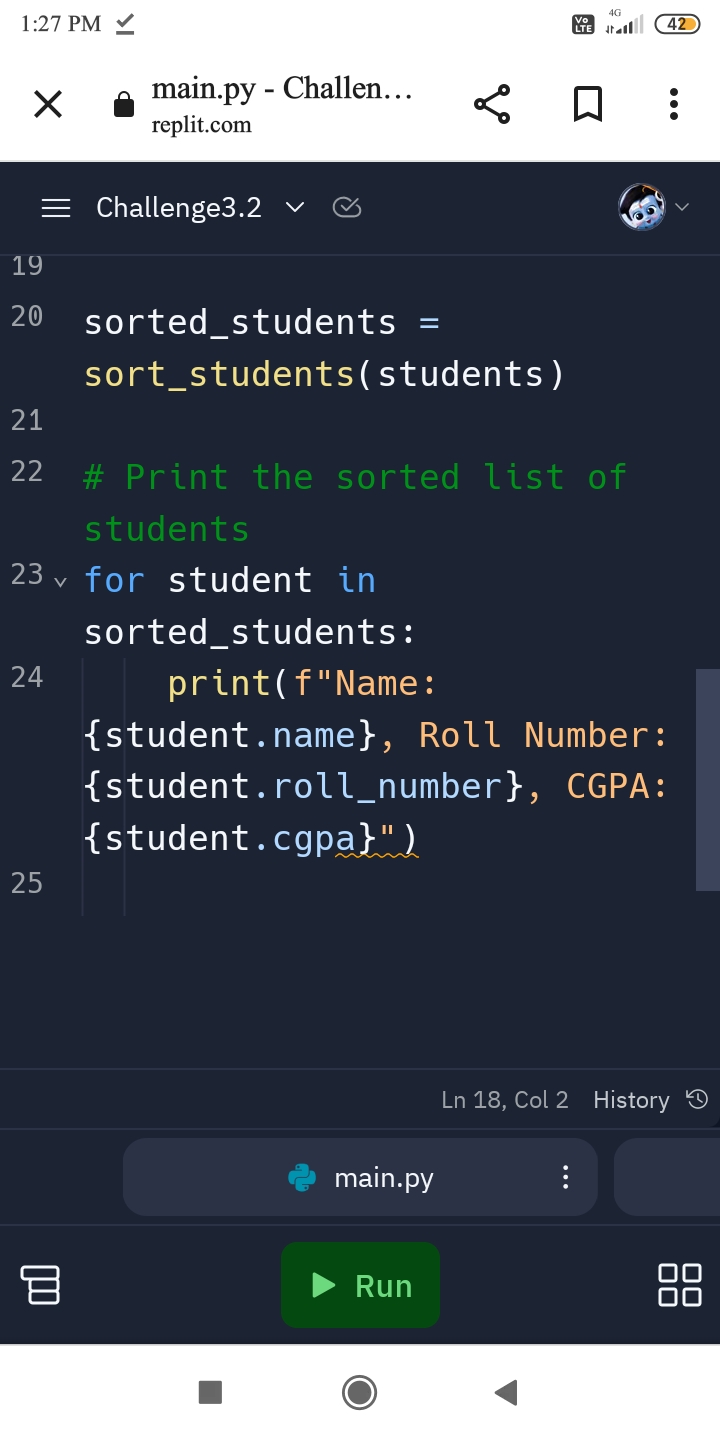 1:27 PM
Vo LTE 4G 42
main.py - Challen...
replit.com
Challenge3.2
19
20 sorted_students =
sort_students(students)
21
22 # Print the sorted list of
students
23 for student in
sorted_students:
24 print(f"Name:
{student.name}, Roll Number:
{student.roll_number}, CGPA:
{student.cgpa}")
25
Ln 18, Col 2 History
main.py
Run